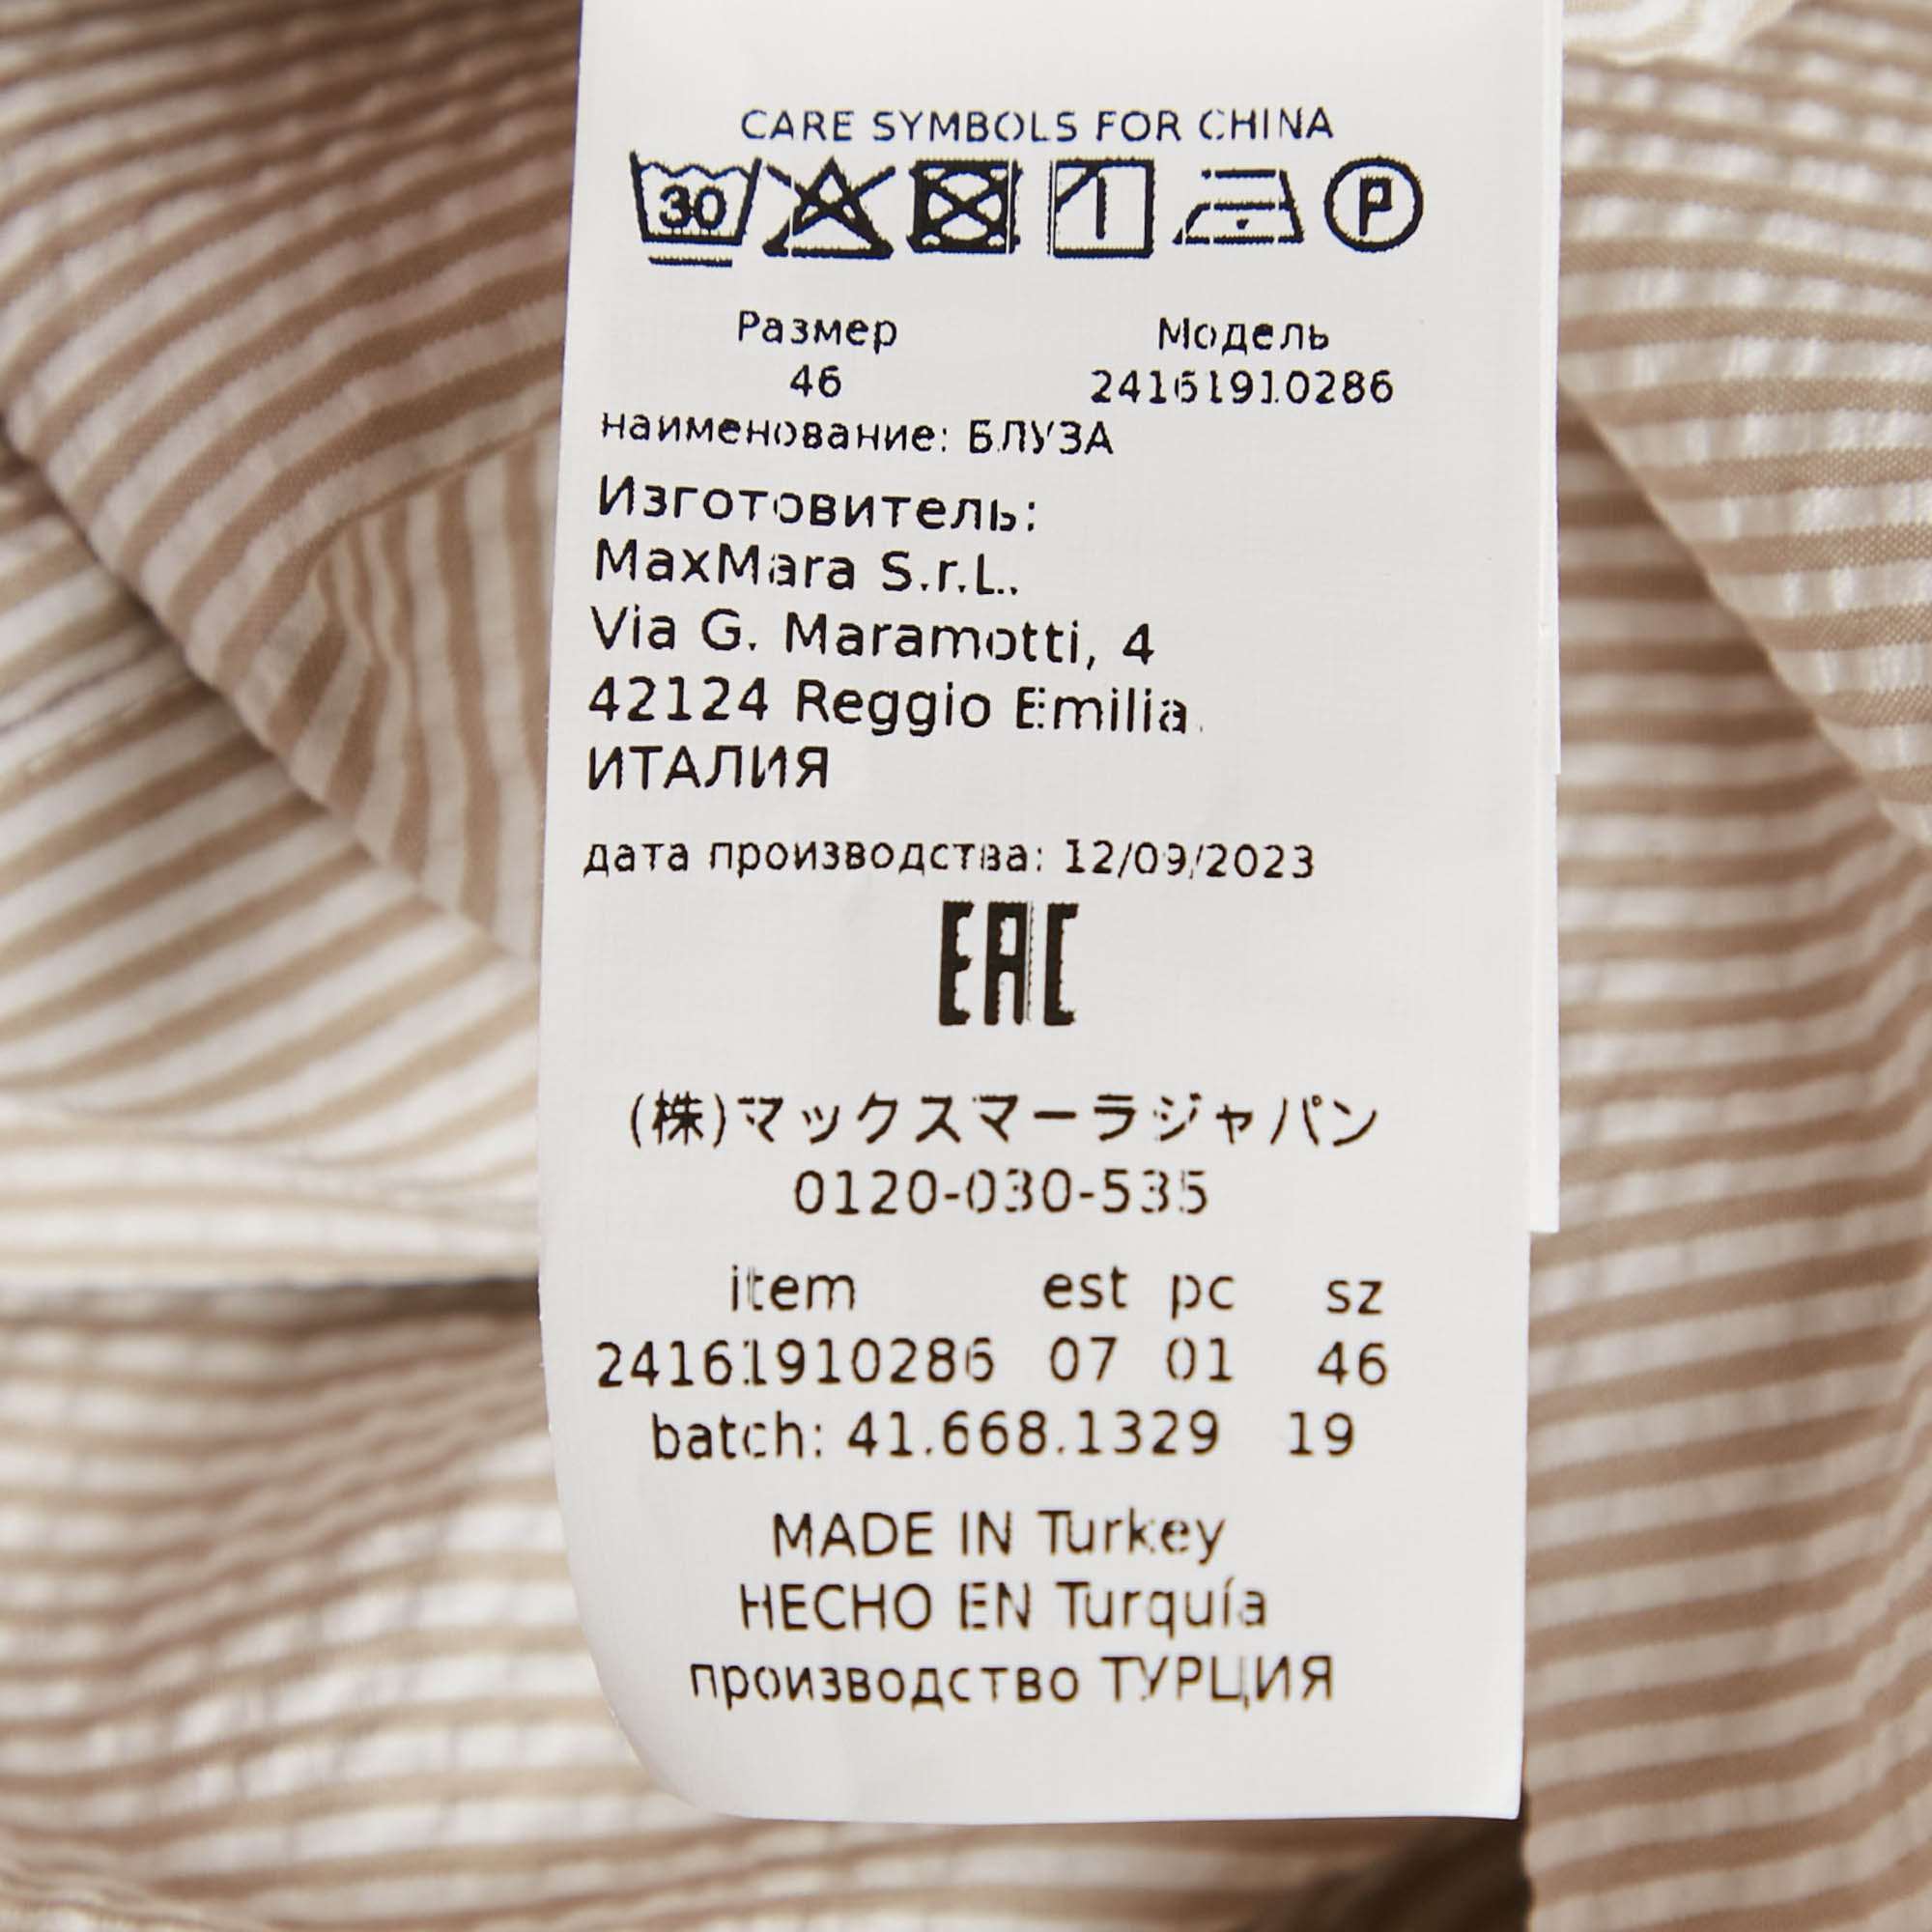 CARE SYMBOLS FOR CHINA
30 P
Размер Модель
46 24161910286
наименование: БЛУЗА
Изготовитель:
MaxMara S.r.L.
Via G. Maramotti, 4
42124 Reggio Emilia
ИТАЛИЯ
дата производства: 12/09/2023
EAC
(株)マックスマーラジャパン
0120-030-535
item est pc sz
24161910286 07 01 46
batch: 41.668.1329 19
MADE IN Turkey
HECHO EN Turquía
производство ТУРЦИЯ